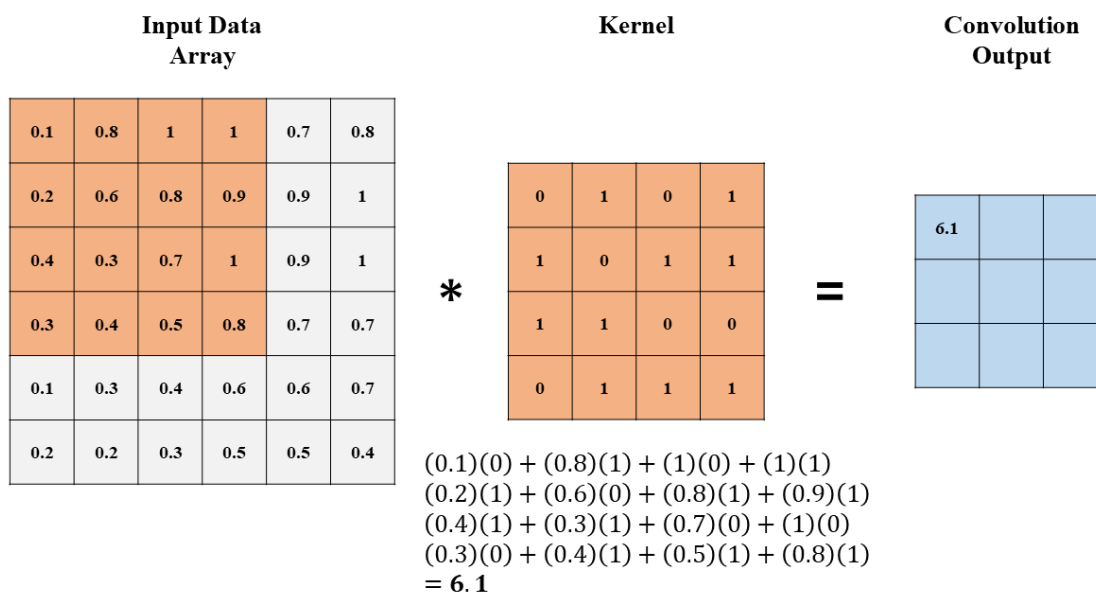 Input Data
Array
Kernel
Convolution
Output
0.1 0.8 1 1 0.7 0.8
0.2 0.6 0.8 0.9 0.9 1
0.4 0.3 0.7 1 0.9 1
0.3 0.4 0.5 0.8 0.7 0.7
0.1 0.3 0.4 0.6 0.6 0.7
0.2 0.2 0.3 0.5 0.5 0.4
*
0 1 0 1
1 0 1 1
1 1 0 0
0 1 1 1
=
6.1
(0.1)(0) + (0.8)(1) + (1)(0) + (1)(1)
(0.2)(1) + (0.6)(0) + (0.8)(1) + (0.9)(1)
(0.4)(1) + (0.3)(1) + (0.7)(0) + (1)(0)
(0.3)(0) + (0.4)(1) + (0.5)(1) + (0.8)(1)
= 6.1